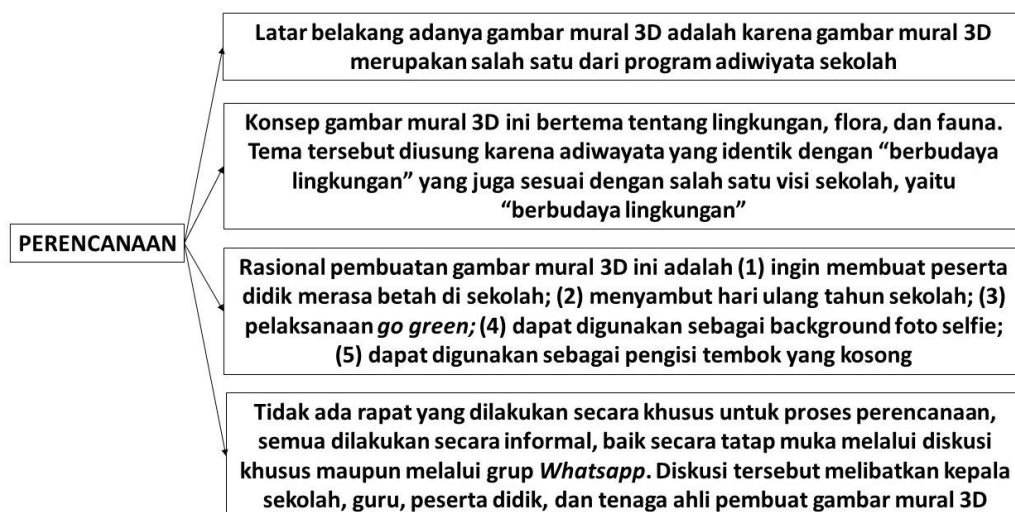 Latar belakang adanya gambar mural 3D adalah karena gambar mural 3D
merupakan salah satu dari program adiwiyata sekolah
Konsep gambar mural 3D ini bertema tentang lingkungan, flora, dan fauna.
Tema tersebut diusung karena adiwayata yang identik dengan “berbudaya
lingkungan” yang juga sesuai dengan salah satu visi sekolah, yaitu
“berbudaya lingkungan”
PERENCANAAN
Rasional pembuatan gambar mural 3D ini adalah (1) ingin membuat peserta
didik merasa betah di sekolah; (2) menyambut hari ulang tahun sekolah; (3)
pelaksanaan go green; (4) dapat digunakan sebagai background foto selfie;
(5) dapat digunakan sebagai pengisi tembok yang kosong
Tidak ada rapat yang dilakukan secara khusus untuk proses perencanaan,
semua dilakukan secara informal, baik secara tatap muka melalui diskusi
khusus maupun melalui grup Whatsapp. Diskusi tersebut melibatkan kepala
sekolah, guru, peserta didik, dan tenaga ahli pembuat gambar mural 3D